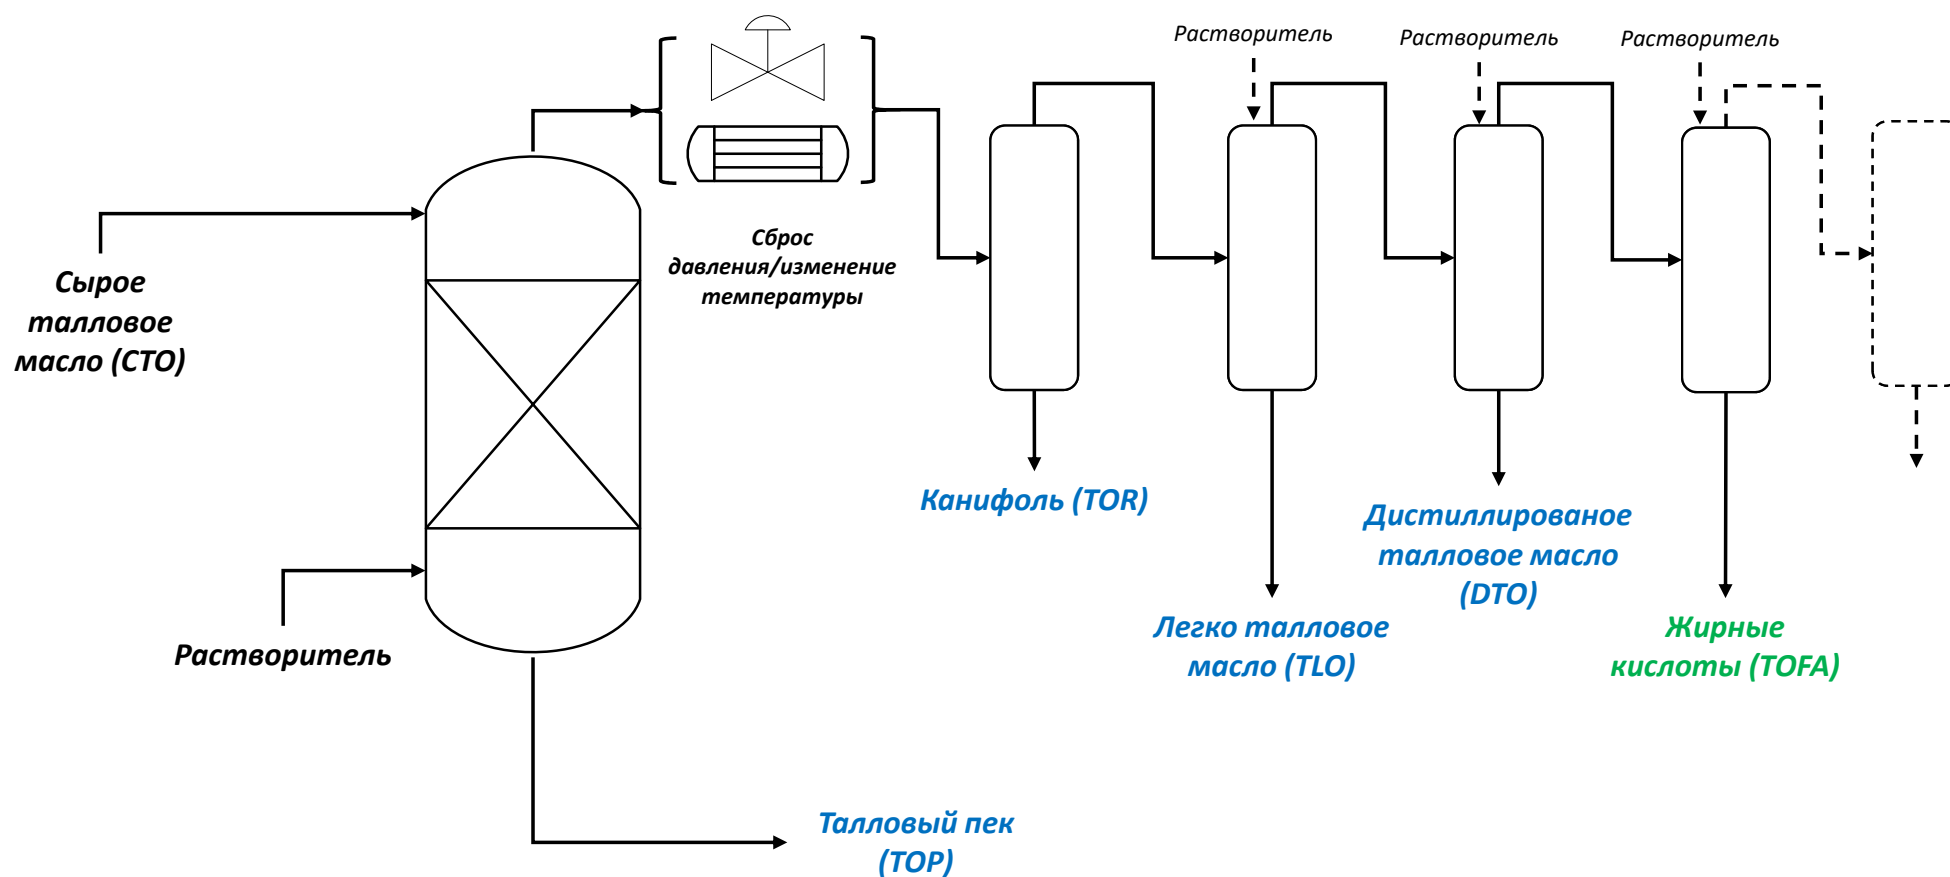 Растворитель
Растворитель
Растворитель
Сброс
давления/изменение
температуры
Сырое
талловое
масло (CTO)
Растворитель
Канифоль (TOR)
Легко талловое
масло (TLO)
Дистиллированое
талловое масло
(DTO)
Жирные
кислоты (TOFA)
Талловый пек
(TOP)